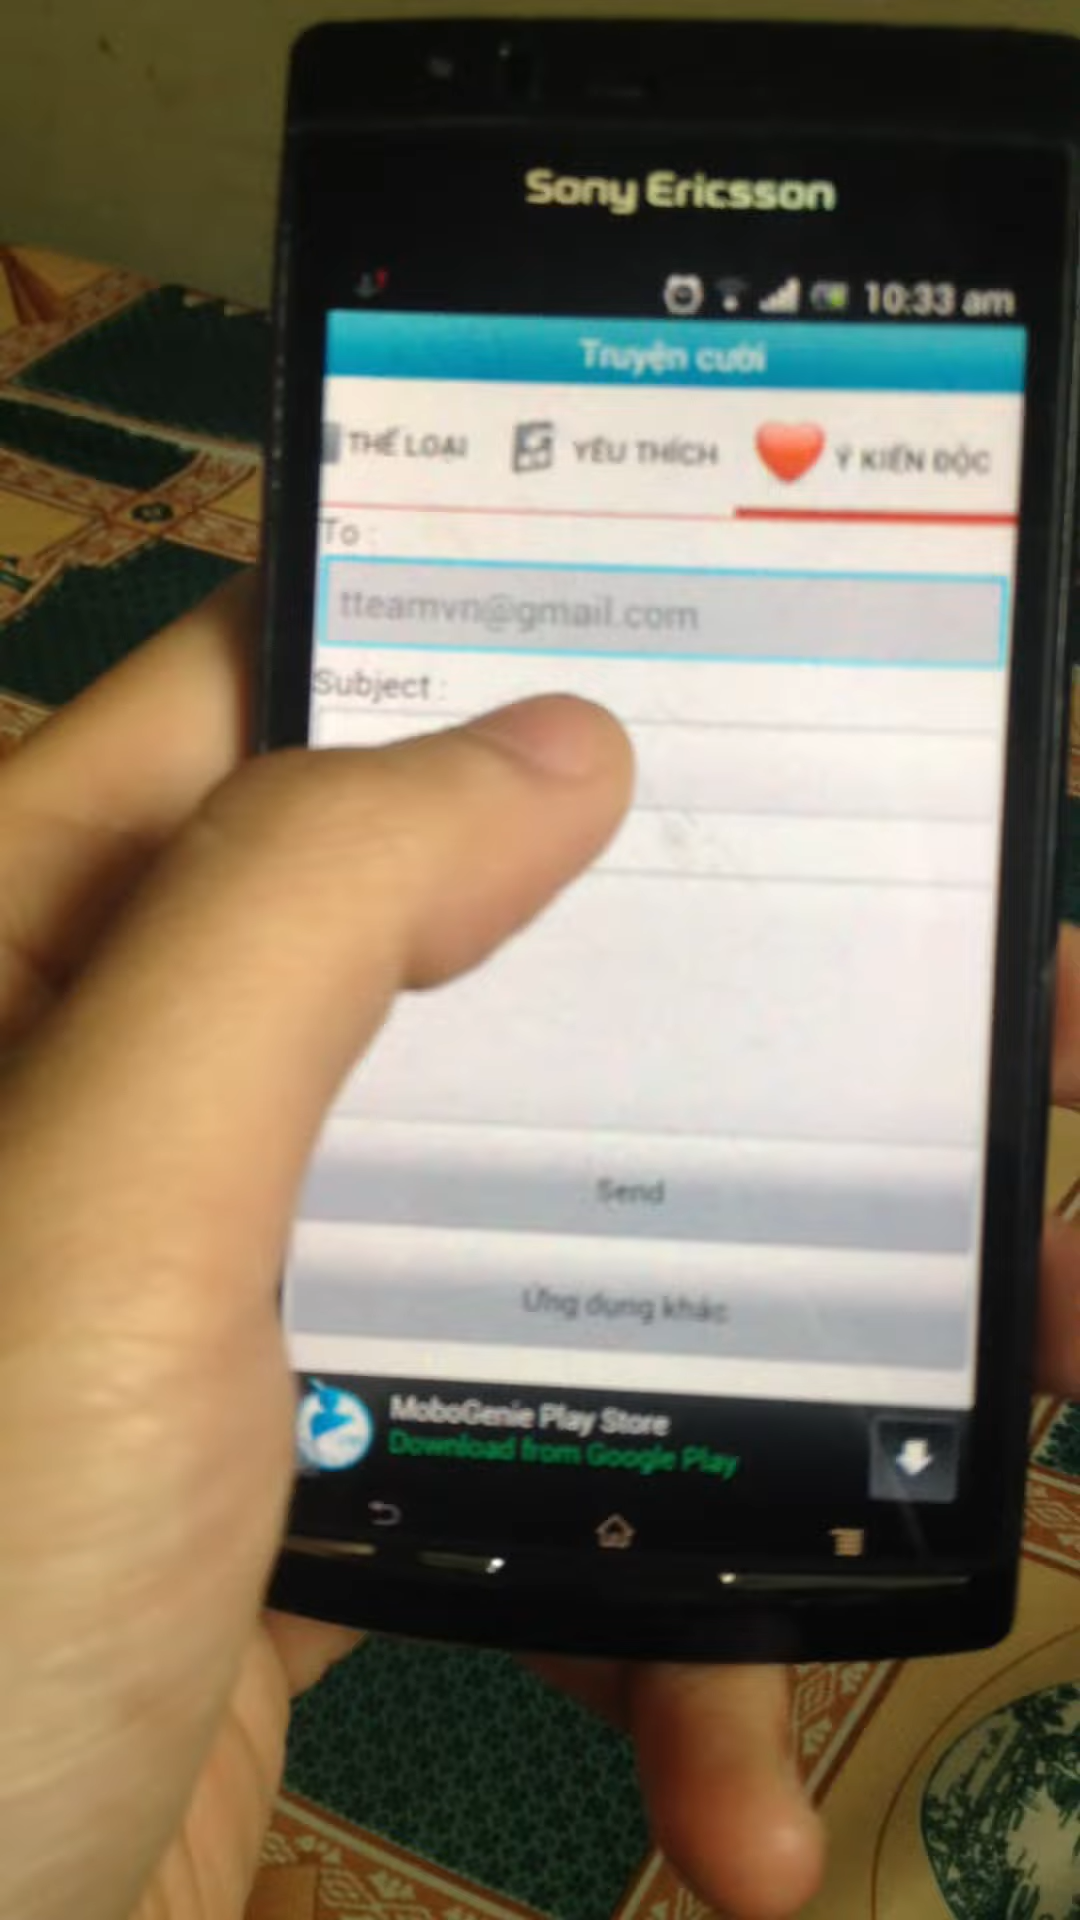 Sony Ericsson
10:33 am
Truyện cười
THỂ LOẠI YÊU THÍCH Ý KIẾN ĐỘC
To :
tteamvn@gmail.com
Subject :
Send
Ứng dụng khác
MoboGenie Play Store
Download from Google Play